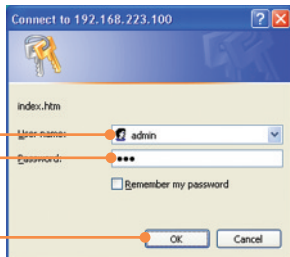 Connect to 192.168.223.100
index.htm
User name:
admin
Password:
•••
Remember my password
OK
Cancel